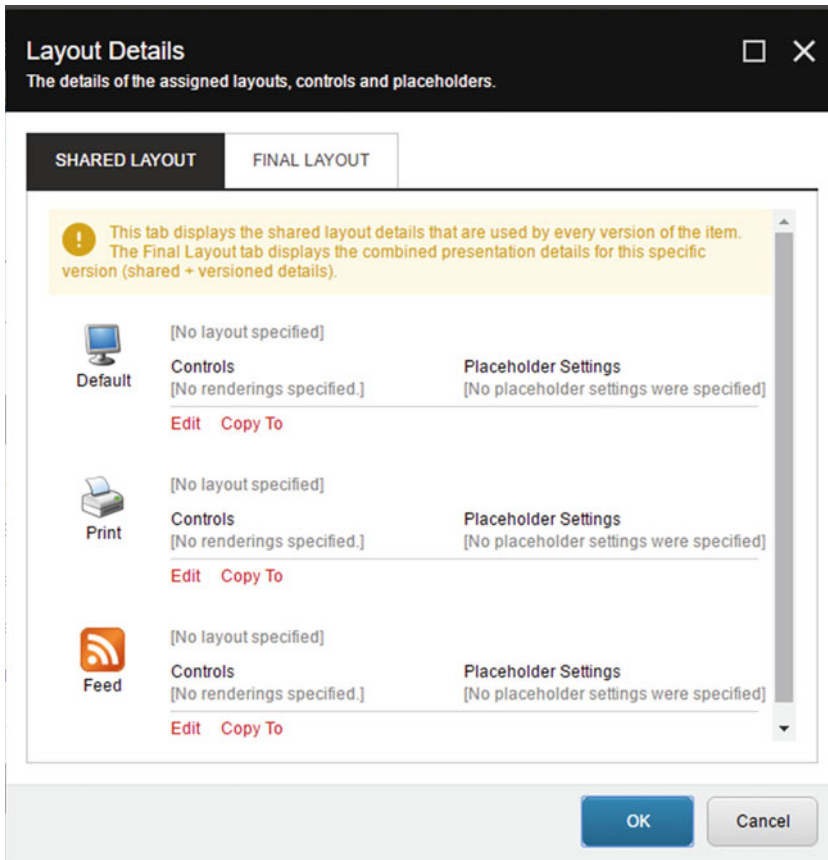 Layout Details
The details of the assigned layouts, controls and placeholders.
SHARED LAYOUT
FINAL LAYOUT
This tab displays the shared layout details that are used by every version of the item.
The Final Layout tab displays the combined presentation details for this specific
version (shared + versioned details).
Default
[No layout specified]
Controls
[No renderings specified.]
Placeholder Settings
[No placeholder settings were specified]
Edit Copy To
Print
[No layout specified]
Controls
[No renderings specified.]
Placeholder Settings
[No placeholder settings were specified]
Edit Copy To
Feed
[No layout specified]
Controls
[No renderings specified.]
Placeholder Settings
[No placeholder settings were specified]
Edit Copy To
OK
Cancel